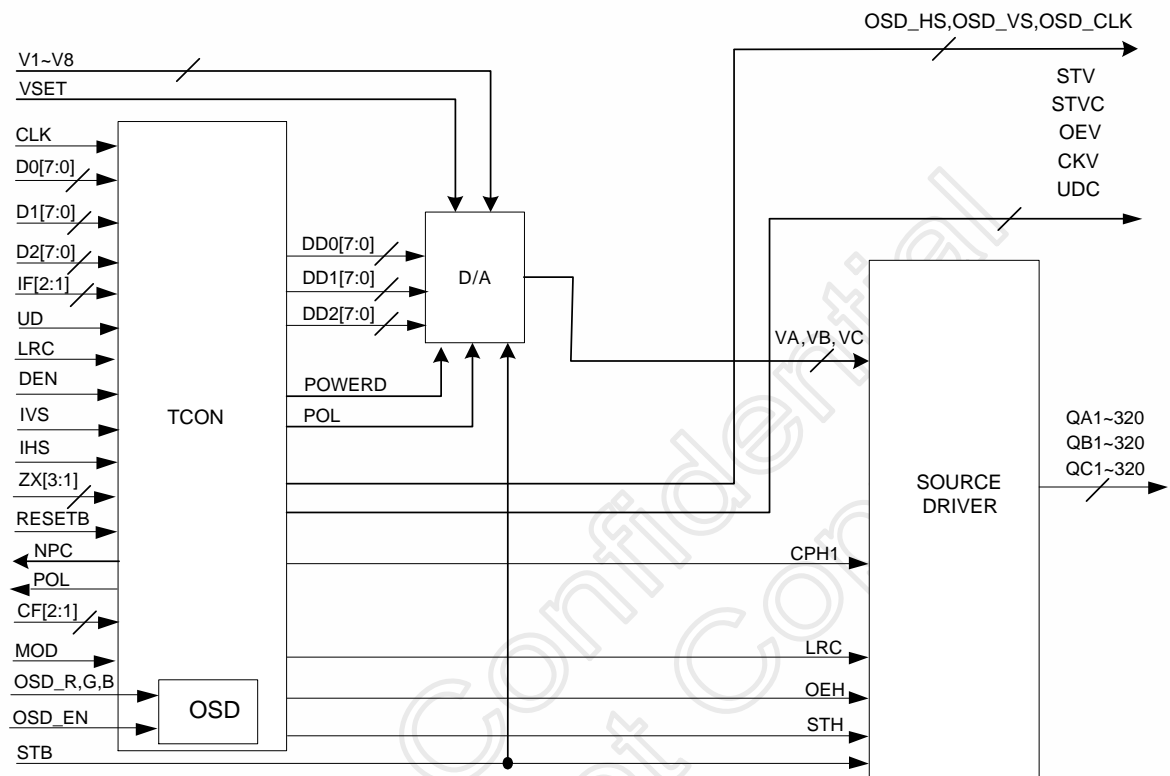 OSD_HS,OSD_VS,OSD_CLK
V1~V8
VSET
STV
STVC
OEV
CKV
UDC
CLK
D0[7:0]
D1[7:0]
D2[7:0]
IF[2:1]
UD
LRC
DEN
IVS
IHS
ZX[3:1]
RESETB
NPC
POL
CF[2:1]
MOD
OSD_R,G,B
OSD_EN
STB
TCON
OSD
DD0[7:0]
DD1[7:0]
DD2[7:0]
POWERD
POL
D/A
VA,VB,VC
CPH1
LRC
OEH
STH
SOURCE
DRIVER
QA1~320
QB1~320
QC1~320
Confidential